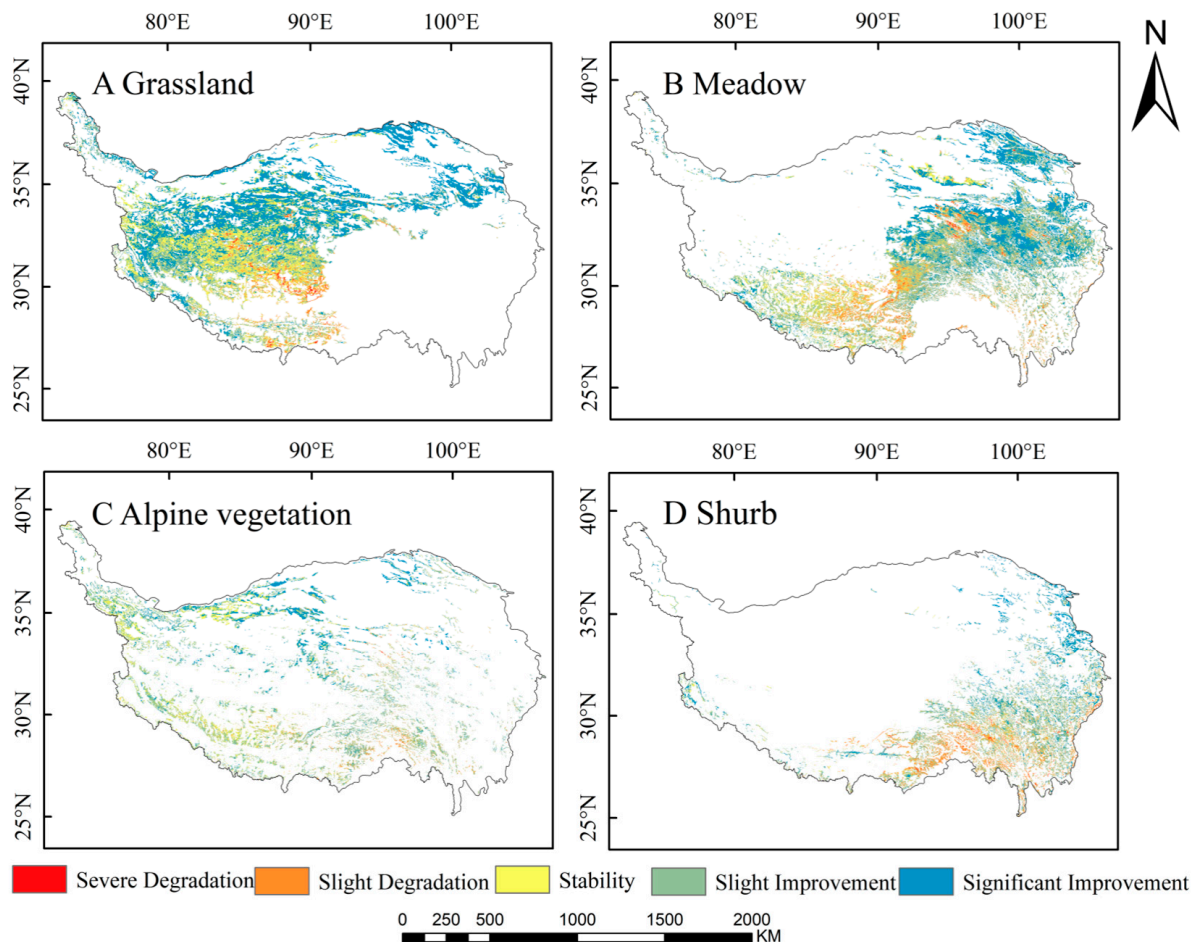 80°E 90°E 100°E
80°E 90°E 100°E
N
A Grassland
B Meadow
40°N 35°N 30°N 25°N
40°N 35°N 30°N 25°N
80°E 90°E 100°E
80°E 90°E 100°E
C Alpine vegetation
D Shurb
40°N 35°N 30°N 25°N
40°N 35°N 30°N 25°N
Severe Degradation Slight Degradation Stability Slight Improvement Significant Improvement
0 250 500 1000 1500 2000
KM